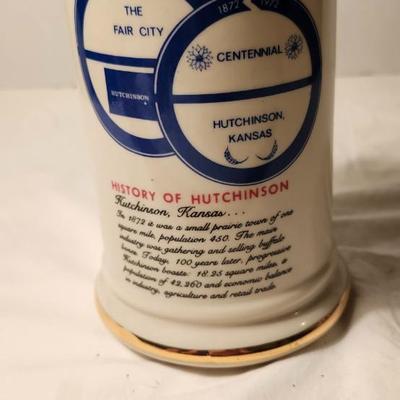 THE
FAIR CITY
HUTCHINSON
1872 1972
CENTENNIAL
HUTCHINSON,
KANSAS
HISTORY OF HUTCHINSON
Hutchinson, Kansas...
In 1872 it was a small prairie town of one
square mile, population 450. The main
industry was gathering and selling buffalo
bones. Today, 100 years later, progressive
Hutchinson boasts: 18.25 square miles, a
population of 42,260 and economic balance
in industry, agriculture and retail trade.